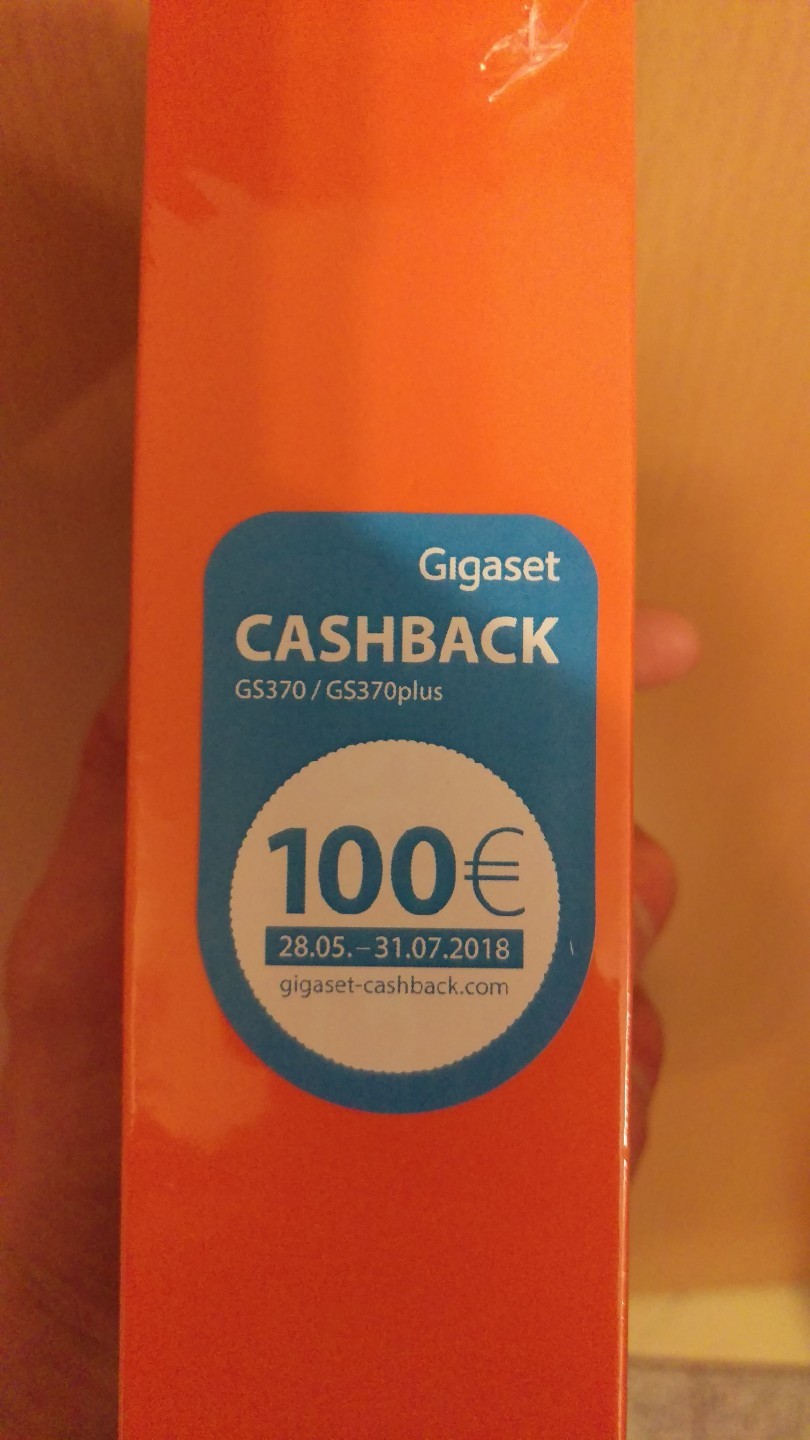 Gigaset
CASHBACK
GS370 / GS370plus
100€
28.05.–31.07.2018
gigaset-cashback.com